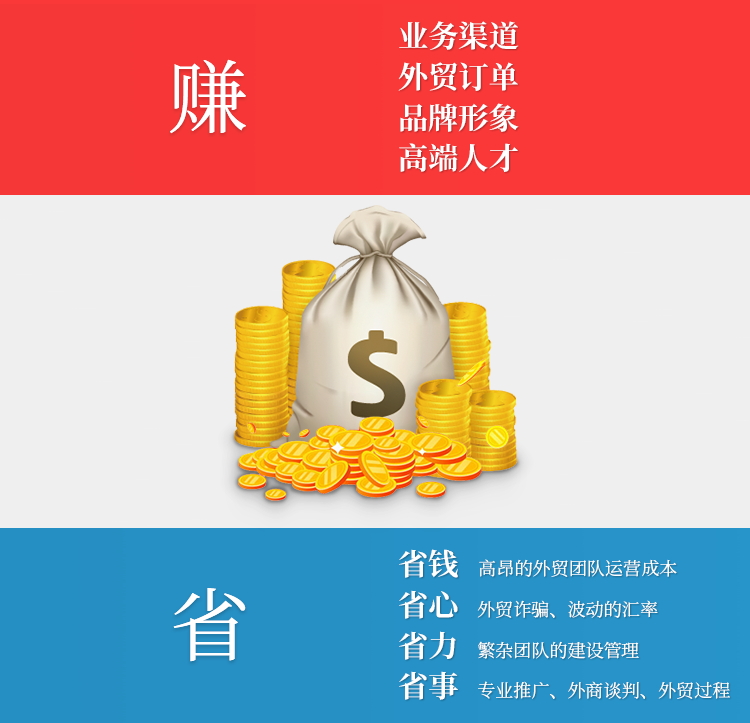 赚
业务渠道
外贸订单
品牌形象
高端人才
$
省
省钱 高昂的外贸团队运营成本
省心 外贸诈骗、波动的汇率
省力 繁杂团队的建设管理
省事 专业推广、外商谈判、外贸过程